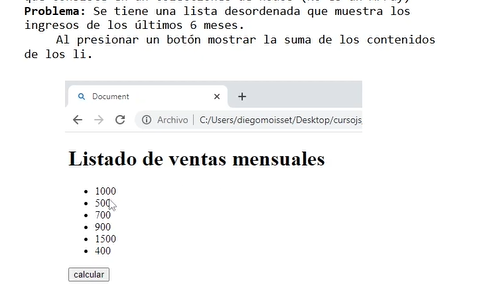 Problema: Se tiene una lista desordenada que muestra los
ingresos de los últimos 6 meses.
Al presionar un botón mostrar la suma de los contenidos
de los li.
Document
Archivo
C:/Users/diegomoisset/Desktop/cursojs
Listado de ventas mensuales
1000
500
700
900
1500
400
calcular